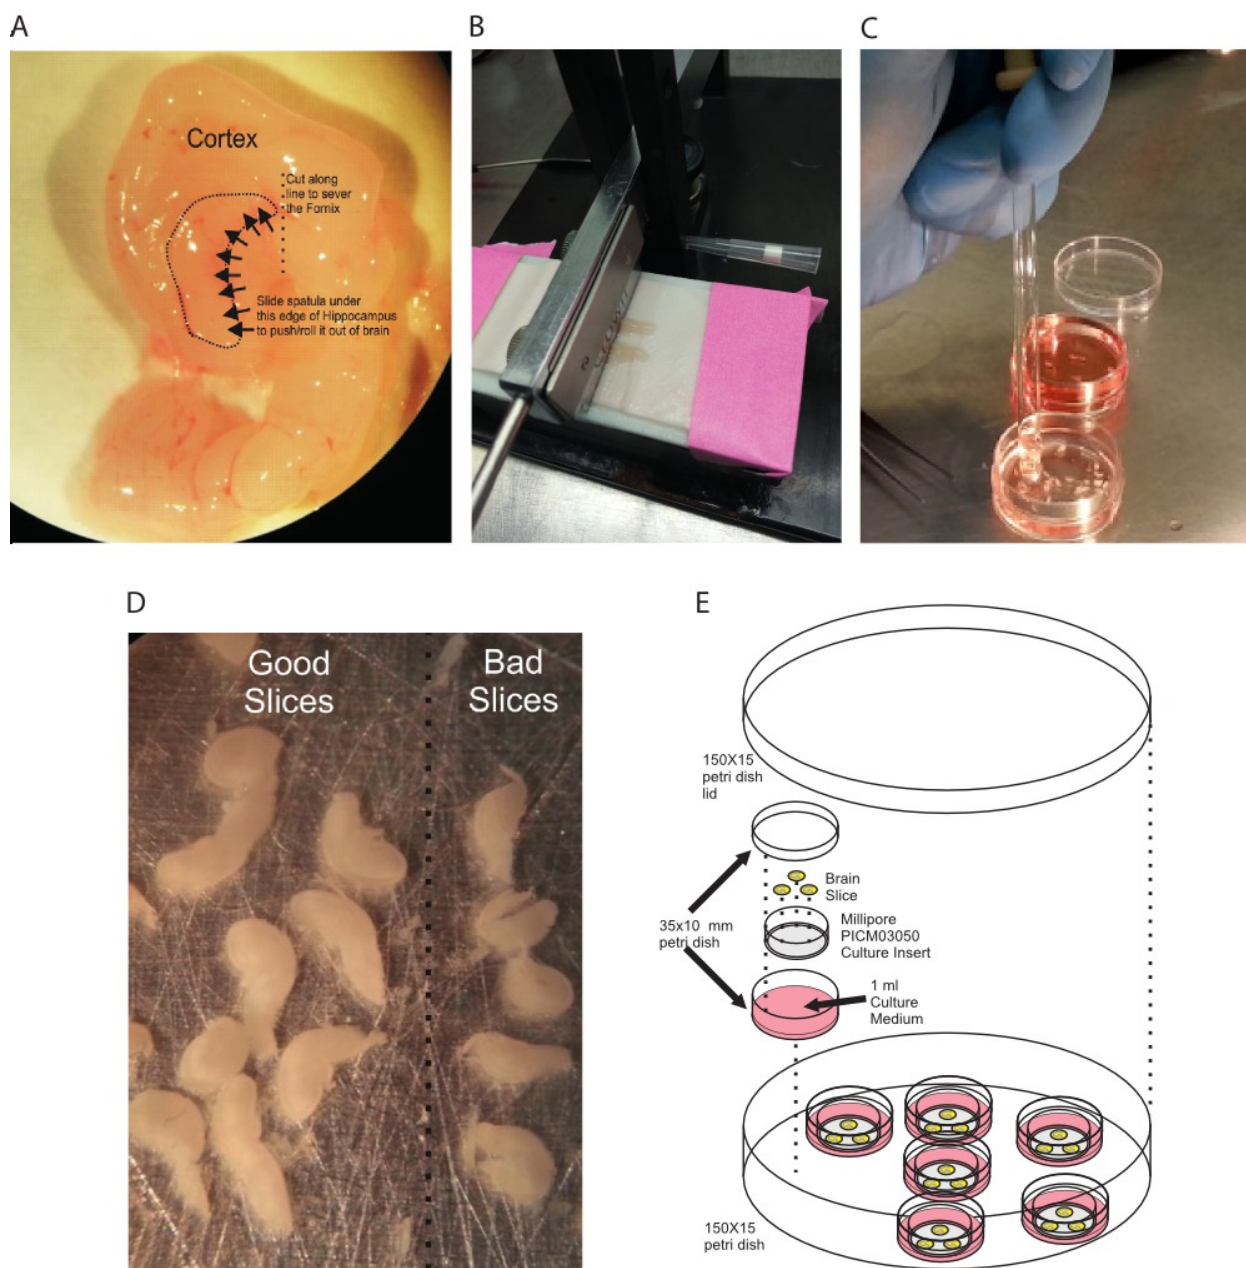 A
B
C
Cortex
Cut along
line to sever
the Fornix
Slide spatula under
this edge of Hippocampus
to push/roll it out of brain
D
E
Good
Slices
Bad
Slices
150X15
petri dish
lid
Brain
Slice
35x10 mm
petri dish
Millipore
PICM03050
Culture Insert
1 ml
Culture
Medium
150X15
petri dish